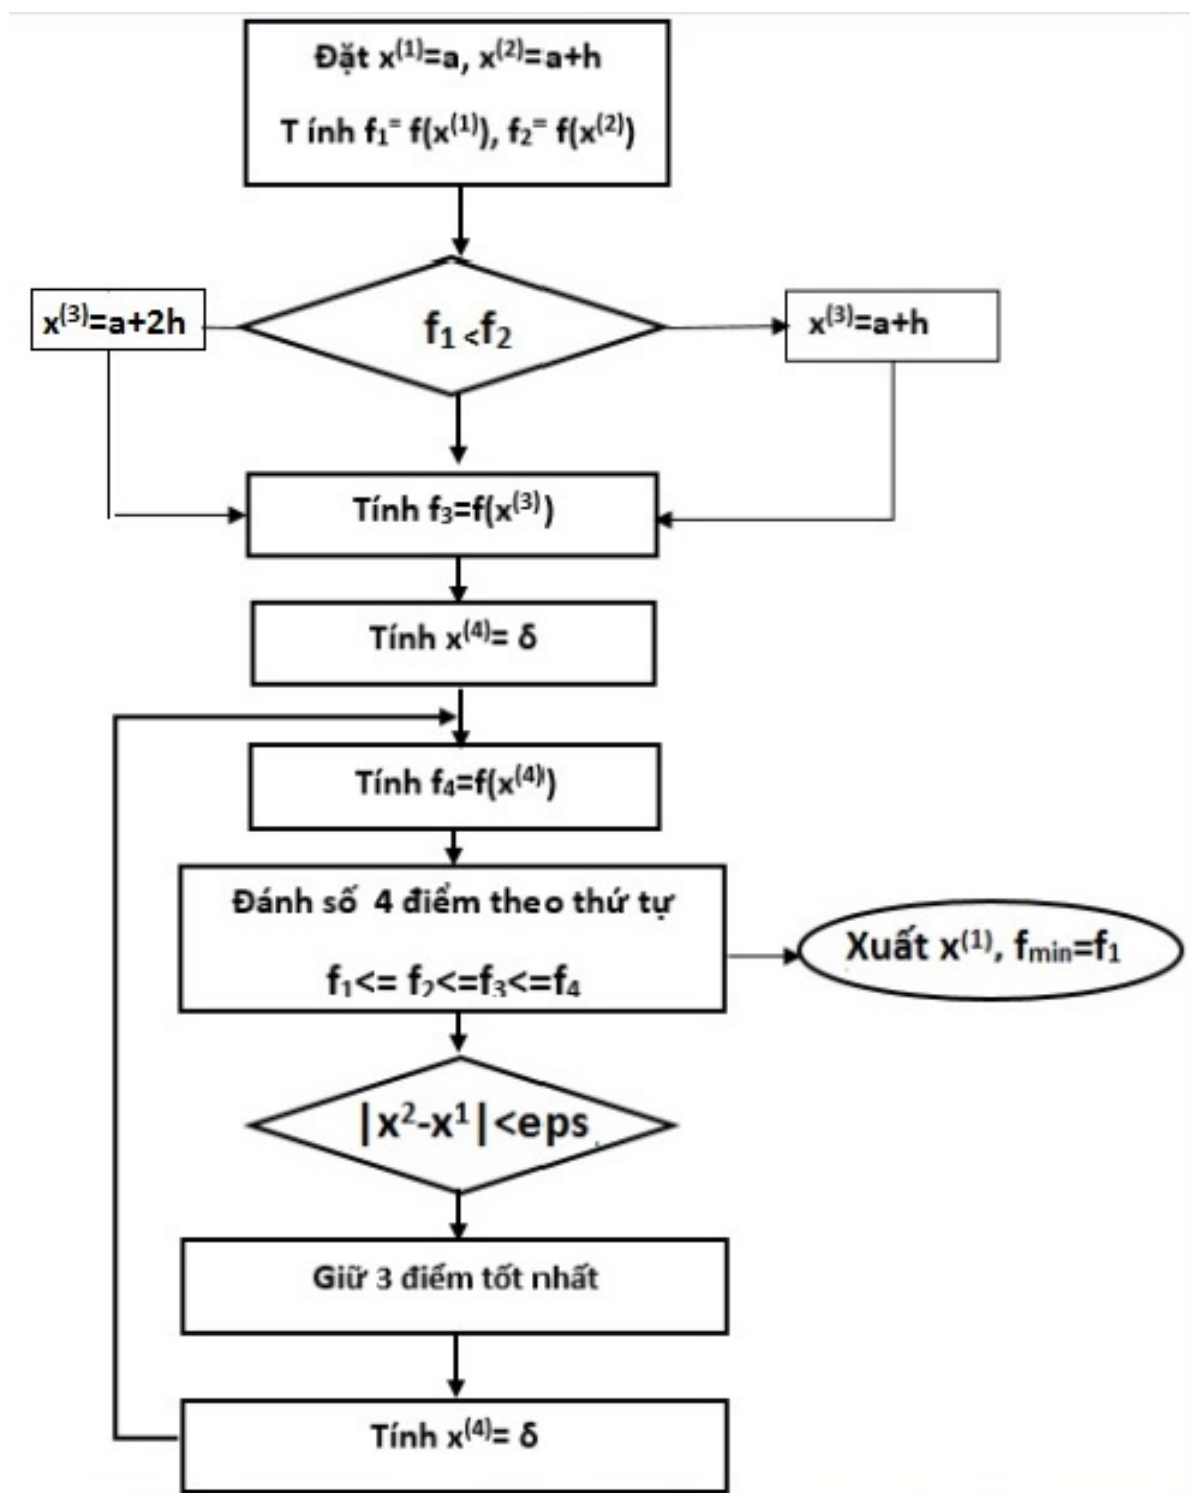 Đặt x⁽¹⁾=a, x⁽²⁾=a+h
T ính f₁= f(x⁽¹⁾), f₂= f(x⁽²⁾)
x⁽³⁾=a+2h
f₁ <f₂
x⁽³⁾=a+h
Tính f₃=f(x⁽³⁾)
Tính x⁽⁴⁾= δ
Tính f₄=f(x⁽⁴⁾)
Đánh số 4 điểm theo thứ tự
f₁<= f₂<=f₃<=f₄
Xuất x⁽¹⁾, fₘᵢₙ=f₁
|x²-x¹|<eps
Giữ 3 điểm tốt nhất
Tính x⁽⁴⁾= δ